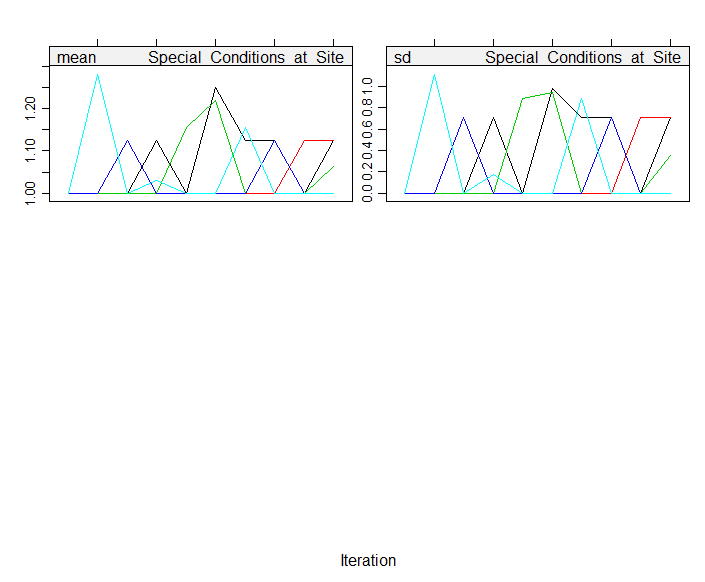 mean Special Conditions at Site
sd Special Conditions at Site
1.00 1.10 1.20
0.0 0.2 0.4 0.6 0.8 1.0
Iteration